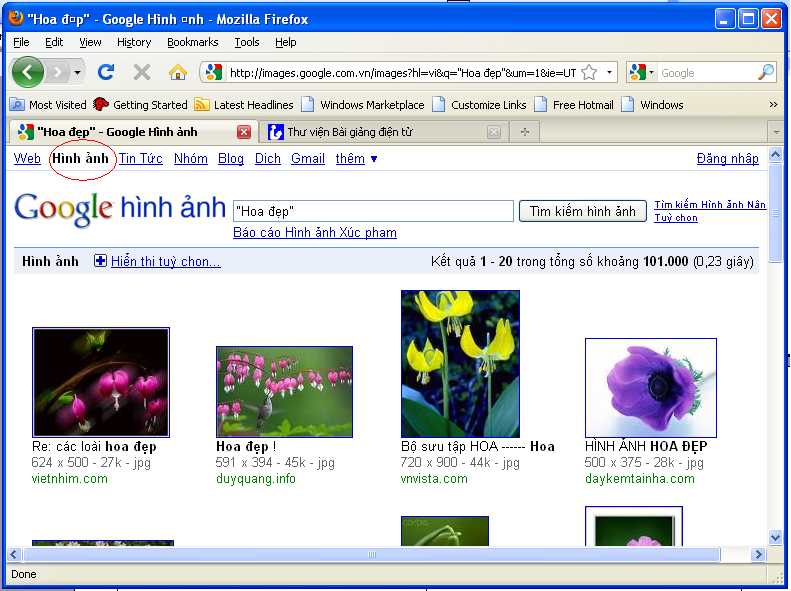 "Hoa đ¤p" - Google Hình ¤nh - Mozilla Firefox
File Edit View History Bookmarks Tools Help
http://images.google.com.vn/images?hl=vi&q="Hoa đẹp"&um=1&ie=UT
Google
Most Visited Getting Started Latest Headlines Windows Marketplace Customize Links Free Hotmail Windows »
"Hoa đẹp" - Google Hình ảnh Thư viện Bài giảng điện tử
Web Hình ảnh Tin Tức Nhóm Blog Dịch Gmail thêm ▼ Đăng nhập
Google hình ảnh "Hoa đẹp" Tìm kiếm hình ảnh
Tìm kiếm Hình ảnh Nân
Tuỳ chọn
Báo cáo Hình ảnh Xúc phạm
Hình ảnh Hiển thị tuỳ chọn... Kết quả 1 - 20 trong tổng số khoảng 101.000 (0,23 giây)
Re: các loài hoa đẹp
624 x 500 - 27k - jpg
vietnhim.com
Hoa đẹp !
591 x 394 - 45k - jpg
duyquang.info
Bộ sưu tập HOA ------ Hoa
720 x 900 - 44k - jpg
vnvista.com
HÌNH ẢNH HOA ĐẸP
500 x 375 - 28k - jpg
daykemtainha.com
corbis
Done